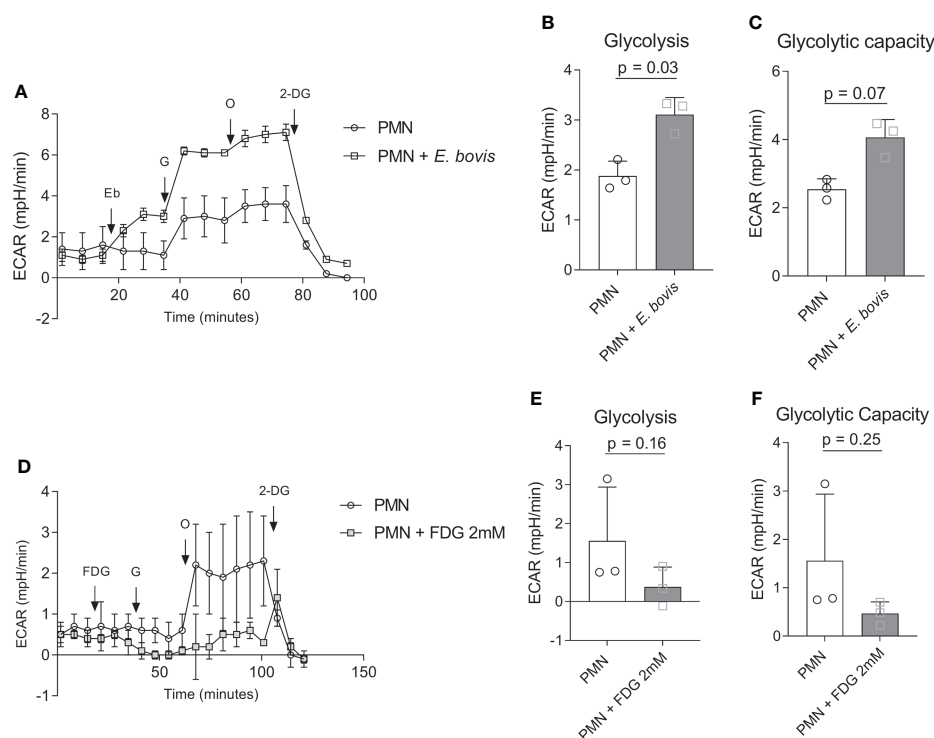 A
ECAR (mpH/min)
8
6
4
2
0
-2
20
40
60
80
100
Time (minutes)
Eb
G
O
2-DG
PMN
PMN + E. bovis
B
Glycolysis
p = 0.03
ECAR (mpH/min)
4
3
2
1
0
PMN
PMN + E. bovis
C
Glycolytic capacity
p = 0.07
ECAR (mpH/min)
6
4
2
0
PMN
PMN + E. bovis
D
ECAR (mpH/min)
4
3
2
1
0
-1
50
100
150
Time (minutes)
FDG
G
O
2-DG
PMN
PMN + FDG 2mM
E
Glycolysis
p = 0.16
ECAR (mpH/min)
4
3
2
1
0
-1
PMN
PMN + FDG 2mM
F
Glycolytic Capacity
p = 0.25
ECAR (mpH/min)
4
3
2
1
0
PMN
PMN + FDG 2mM